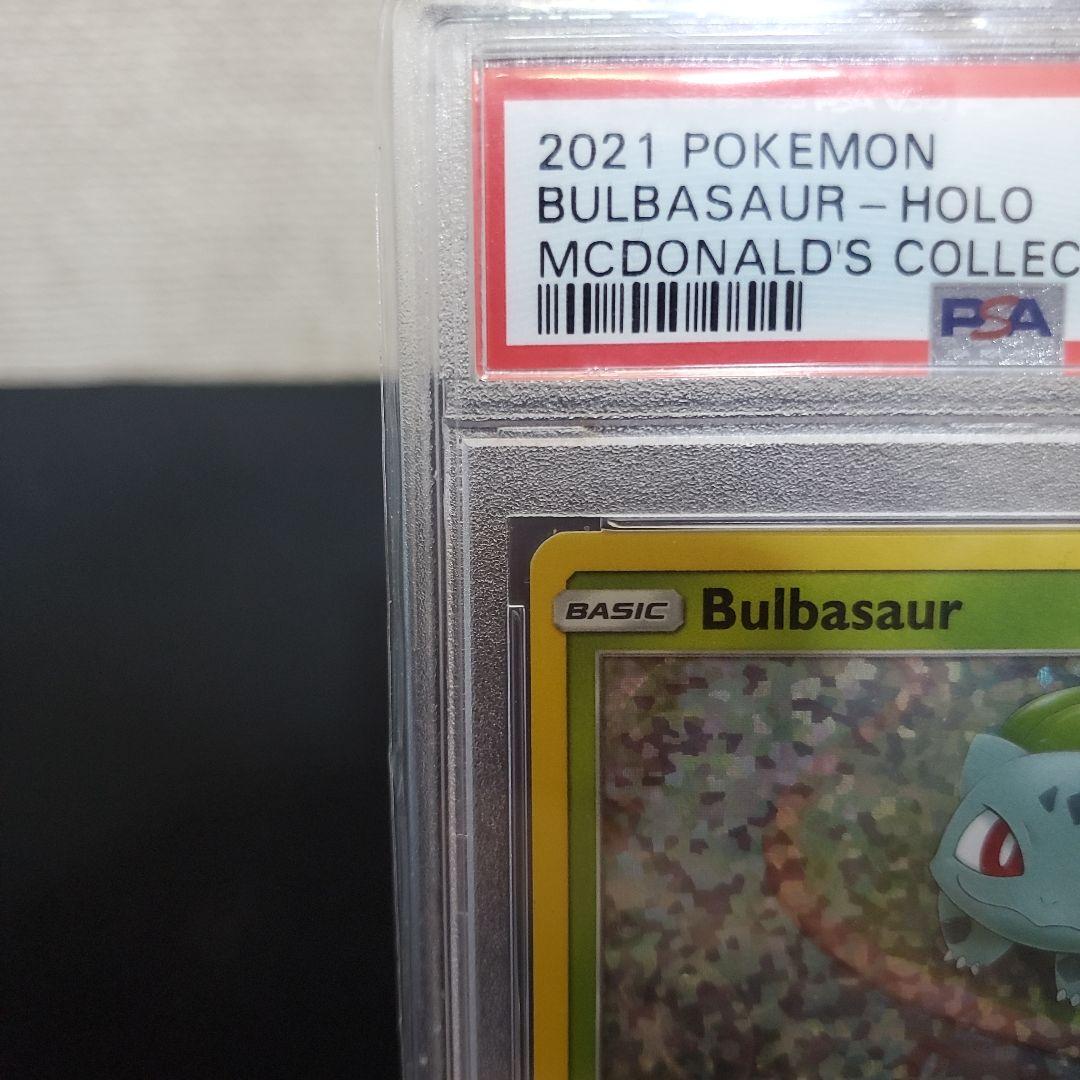 2021 POKEMON
BULBASAUR - HOLO
MCDONALD'S COLLEC
PSA
BASIC Bulbasaur